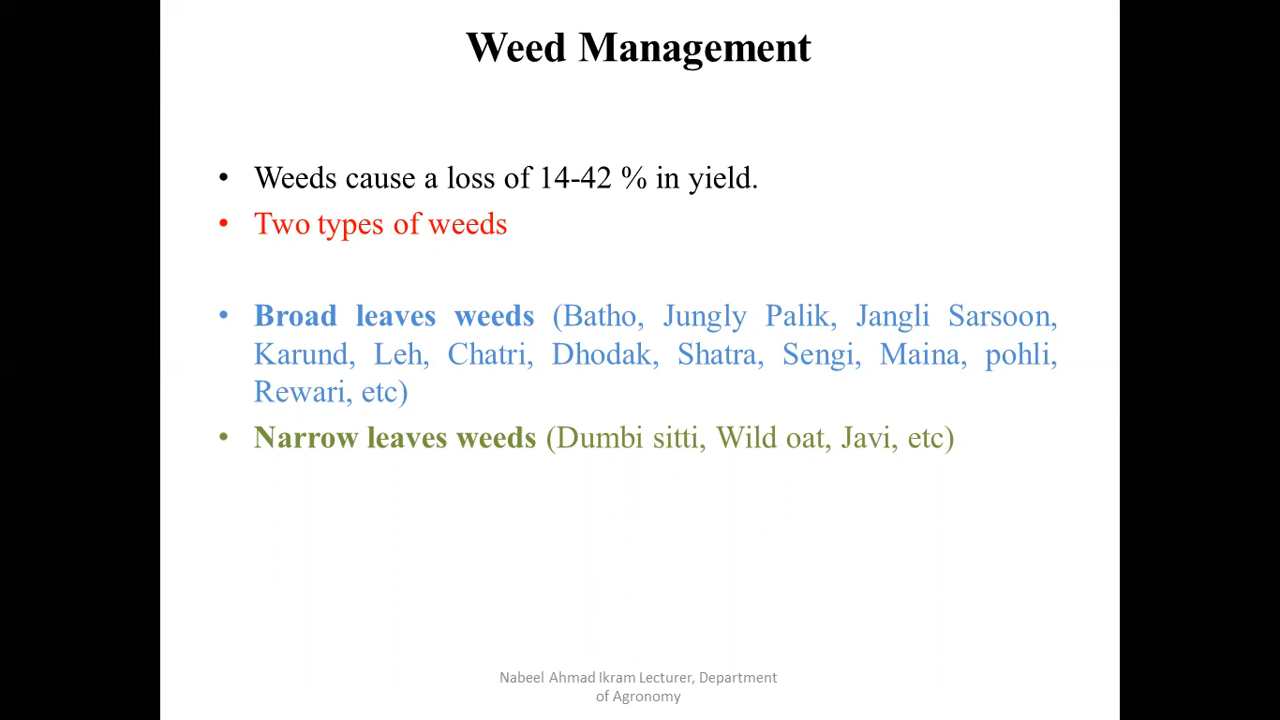 Weed Management
• Weeds cause a loss of 14-42 % in yield.
• Two types of weeds
• Broad leaves weeds (Batho, Jungly Palik, Jangli Sarsoon,
Karund, Leh, Chatri, Dhodak, Shatra, Sengi, Maina, pohli,
Rewari, etc)
• Narrow leaves weeds (Dumbi sitti, Wild oat, Javi, etc)
Nabeel Ahmad Ikram Lecturer, Department
of Agronomy